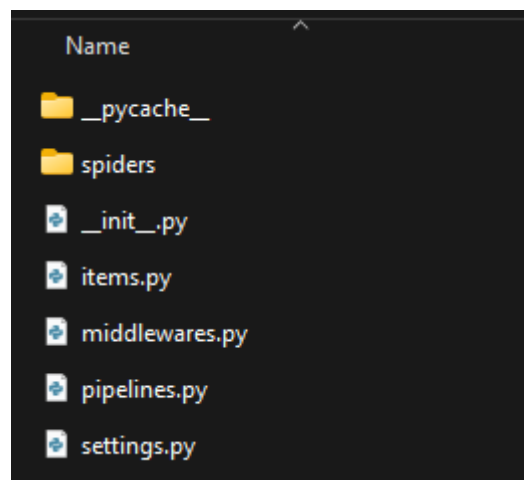 Name
__pycache__
spiders
__init__.py
items.py
middlewares.py
pipelines.py
settings.py